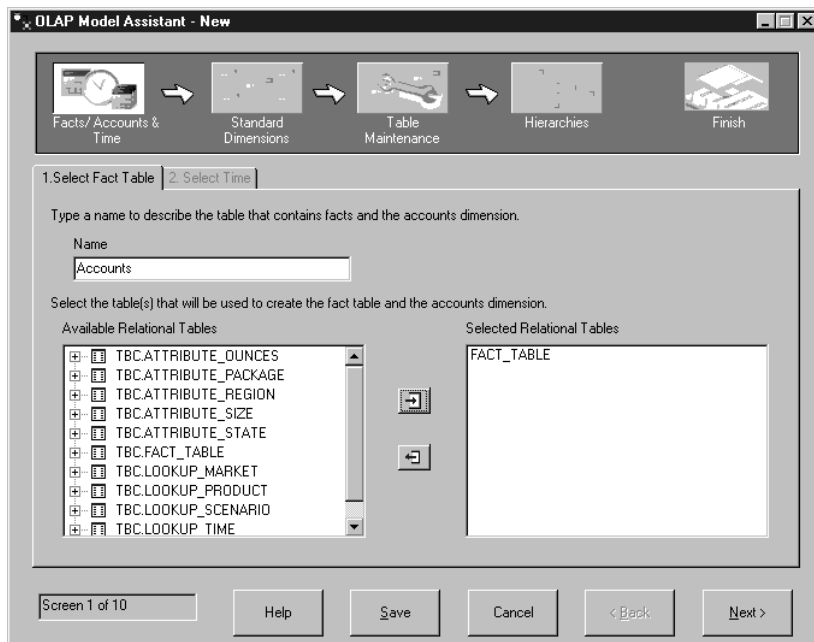 OLAP Model Assistant - New
Facts/ Accounts &
Time
Standard
Dimensions
Table
Maintenance
Hierarchies
Finish
1.Select Fact Table
2. Select Time
Type a name to describe the table that contains facts and the accounts dimension.
Name
Accounts
Select the table(s) that will be used to create the fact table and the accounts dimension.
Available Relational Tables
Selected Relational Tables
TBC.ATTRIBUTE_OUNCES
TBC.ATTRIBUTE_PACKAGE
TBC.ATTRIBUTE_REGION
TBC.ATTRIBUTE_SIZE
TBC.ATTRIBUTE_STATE
TBC.FACT_TABLE
TBC.LOOKUP_MARKET
TBC.LOOKUP_PRODUCT
TBC.LOOKUP_SCENARIO
TBC.LOOKUP_TIME
FACT_TABLE
Screen 1 of 10
Help
Save
Cancel
< Back
Next >